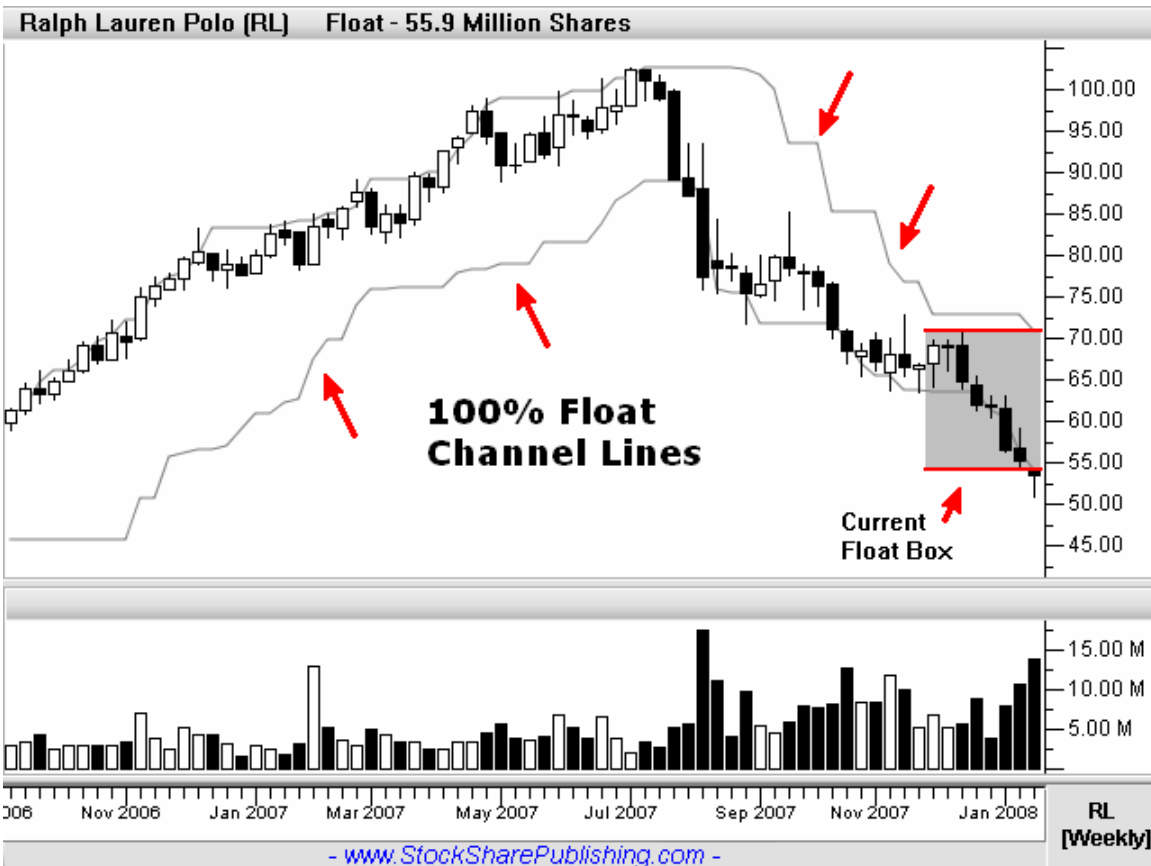 Ralph Lauren Polo (RL) Float - 55.9 Million Shares
100.00
95.00
90.00
85.00
80.00
75.00
70.00
65.00
60.00
55.00
50.00
45.00
100% Float
Channel Lines
Current
Float Box
15.00 M
10.00 M
5.00 M
006 Nov 2006 Jan 2007 Mar 2007 May 2007 Jul 2007 Sep 2007 Nov 2007 Jan 2008
RL
[Weekly]
- www.StockSharePublishing.com -